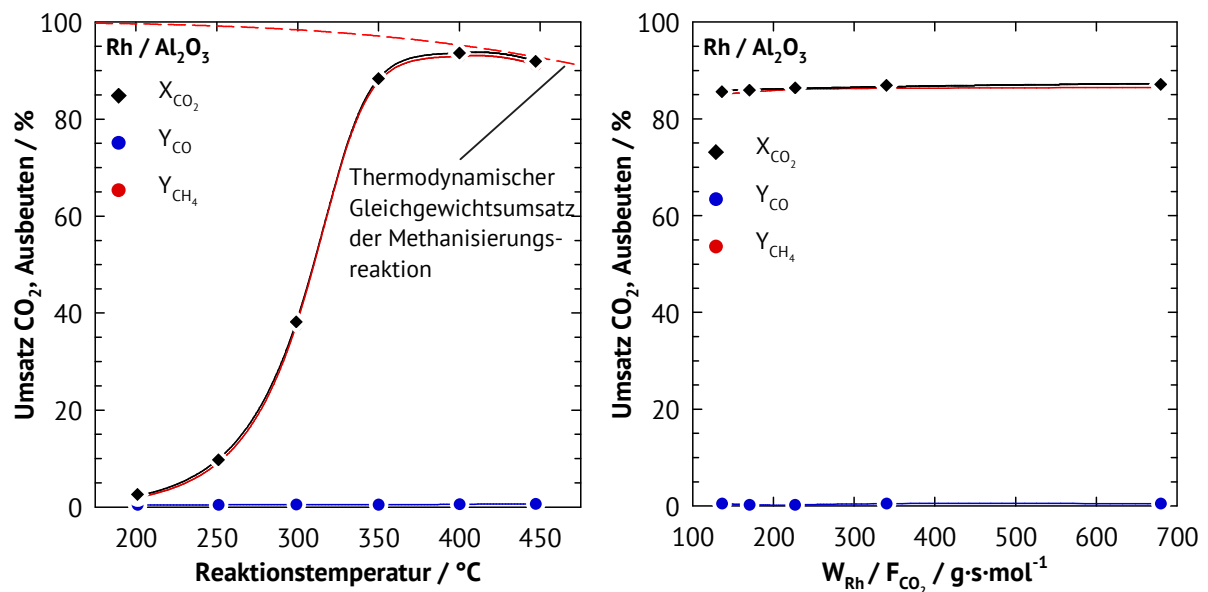 Umsatz CO2, Ausbeuten / %
100
80
60
40
20
0
Rh / Al2O3
XCO2
YCO
YCH4
Thermodynamischer
Gleichgewichtsumsatz
der Methanisierungs-
reaktion
200 250 300 350 400 450
Reaktionstemperatur / °C
Umsatz CO2, Ausbeuten / %
100
80
60
40
20
0
Rh / Al2O3
XCO2
YCO
YCH4
100 200 300 400 500 600 700
WRh / FCO2 / g·s·mol-1